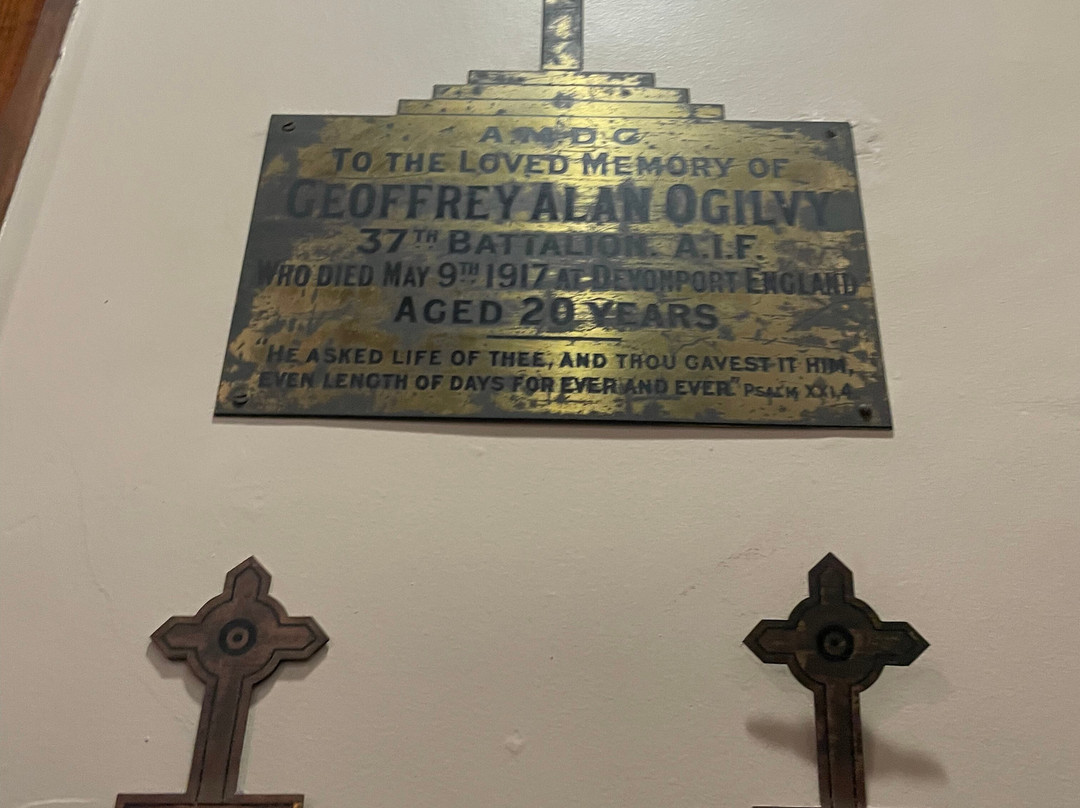 A.M.D.G.
TO THE LOVED MEMORY OF
GEOFFREY ALAN OGILVY
37TH BATTALION. A.I.F.
WHO DIED MAY 9TH 1917 AT DEVONPORT ENGLAND
AGED 20 YEARS
"HE ASKED LIFE OF THEE, AND THOU GAVEST IT HIM,
EVEN LENGTH OF DAYS FOR EVER AND EVER." PSALM XXI,4.